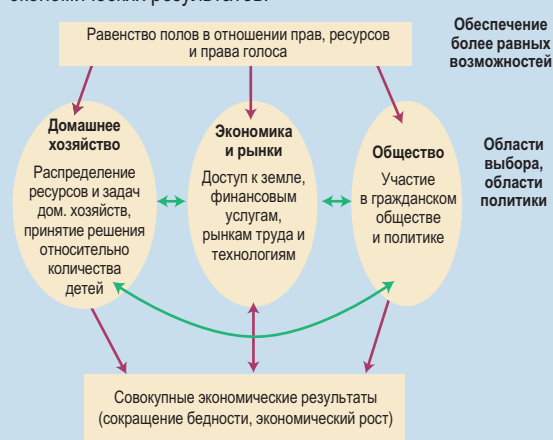 экономических результатов.
Равенство полов в отношении прав, ресурсов
и права голоса
Обеспечение
более равных
возможностей
Домашнее
хозяйство
Распределение
ресурсов и задач
дом. хозяйств,
принятие решения
относительно
количества
детей
Экономика
и рынки
Доступ к земле,
финансовым
услугам,
рынкам труда и
технологиям
Общество
Участие
в гражданском
обществе
и политике
Области
выбора,
области
политики
Совокупные экономические результаты
(сокращение бедности, экономический рост)